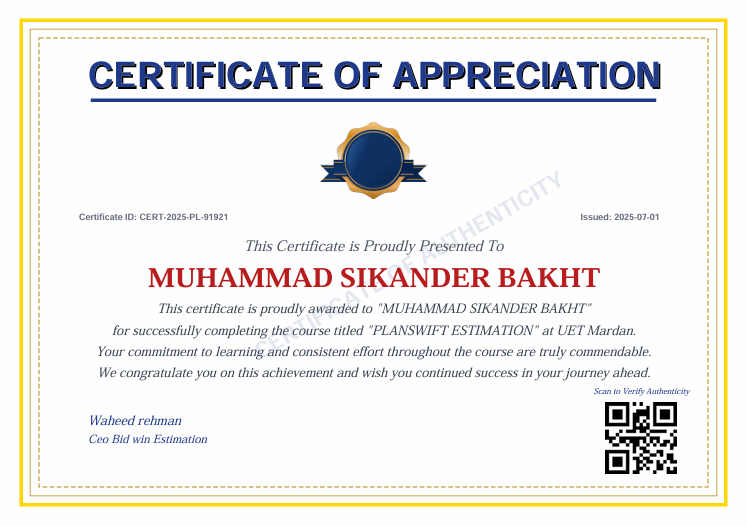 CERTIFICATE OF APPRECIATION
Certificate ID: CERT-2025-PL-91921
Issued: 2025-07-01
CERTIFICATE OF AUTHENTICITY
This Certificate is Proudly Presented To
MUHAMMAD SIKANDER BAKHT
This certificate is proudly awarded to "MUHAMMAD SIKANDER BAKHT"
for successfully completing the course titled "PLANSWIFT ESTIMATION" at UET Mardan.
Your commitment to learning and consistent effort throughout the course are truly commendable.
We congratulate you on this achievement and wish you continued success in your journey ahead.
Scan to Verify Authenticity
Waheed rehman
Ceo Bid win Estimation